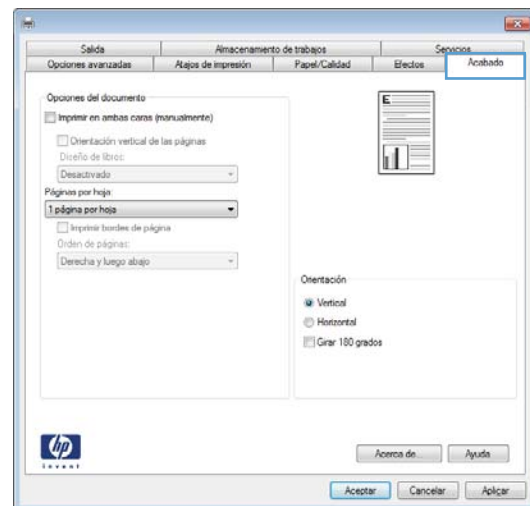 Salida
Almacenamiento de trabajos
Servicios
Opciones avanzadas
Atajos de impresión
Papel/Calidad
Efectos
Acabado
Opciones del documento
Imprimir en ambas caras (manualmente)
Orientación vertical de las páginas
Diseño de libros:
Desactivado
Páginas por hoja:
1 página por hoja
Imprimir bordes de página
Orden de páginas:
Derecha y luego abajo
E
Orientación
Vertical
Horizontal
Girar 180 grados
hp
invent
Acerca de...
Ayuda
Aceptar
Cancelar
Aplicar